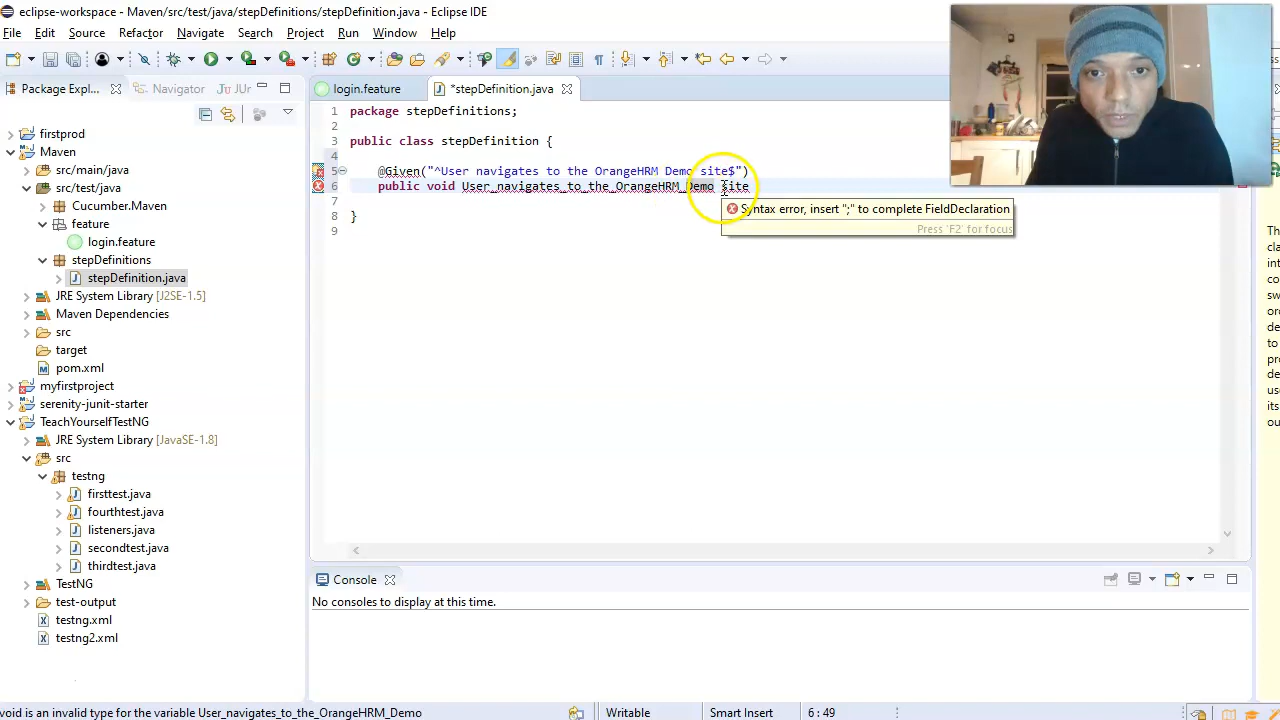 eclipse-workspace - Maven/src/test/java/stepDefinitions/stepDefinition.java - Eclipse IDE
File Edit Source Refactor Navigate Search Project Run Window Help
Package Expl... Navigator JUr
login.feature *stepDefinition.java
firstprod
Maven
src/main/java
src/test/java
Cucumber.Maven
feature
login.feature
stepDefinitions
stepDefinition.java
JRE System Library [J2SE-1.5]
Maven Dependencies
src
target
pom.xml
myfirstproject
serenity-junit-starter
TeachYourselfTestNG
JRE System Library [JavaSE-1.8]
src
testng
firsttest.java
fourthtest.java
listeners.java
secondtest.java
thirdtest.java
TestNG
test-output
testng.xml
testng2.xml
1 package stepDefinitions;
2
3 public class stepDefinition {
4
5 @Given("^User navigates to the OrangeHRM Demo site$")
6 public void User_navigates_to_the_OrangeHRM_Demo site
7
8 }
9
Syntax error, insert ";" to complete FieldDeclaration
Press 'F2' for focus
Console
No consoles to display at this time.
void is an invalid type for the variable User_navigates_to_the_OrangeHRM_Demo
Writable Smart Insert 6 : 49